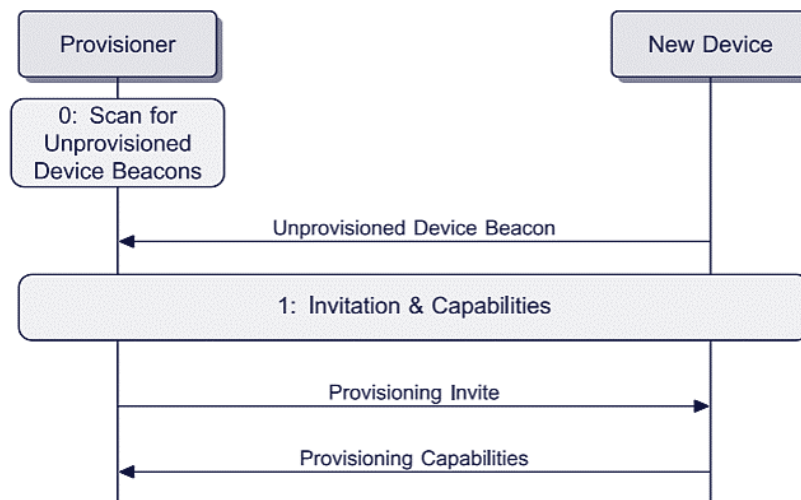 Provisioner
New Device
0: Scan for
Unprovisioned
Device Beacons
Unprovisioned Device Beacon
1: Invitation & Capabilities
Provisioning Invite
Provisioning Capabilities